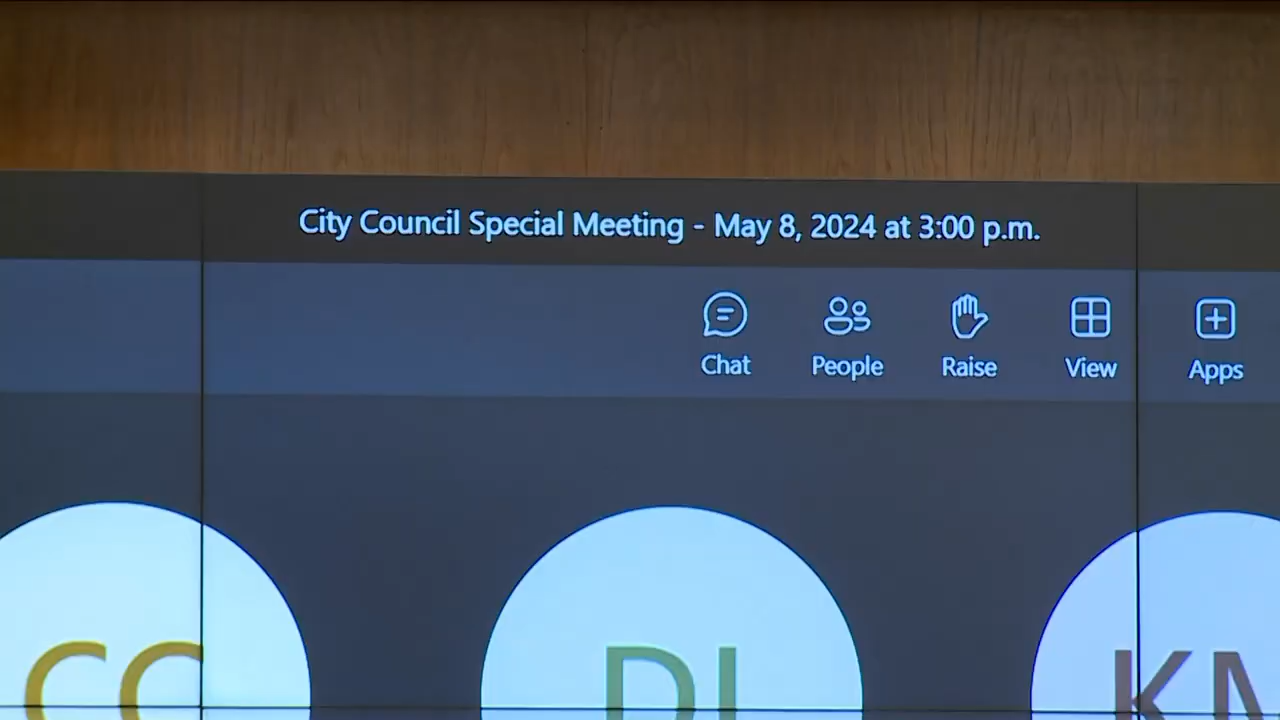 City Council Special Meeting - May 8, 2024 at 3:00 p.m.
Chat People Raise View Apps